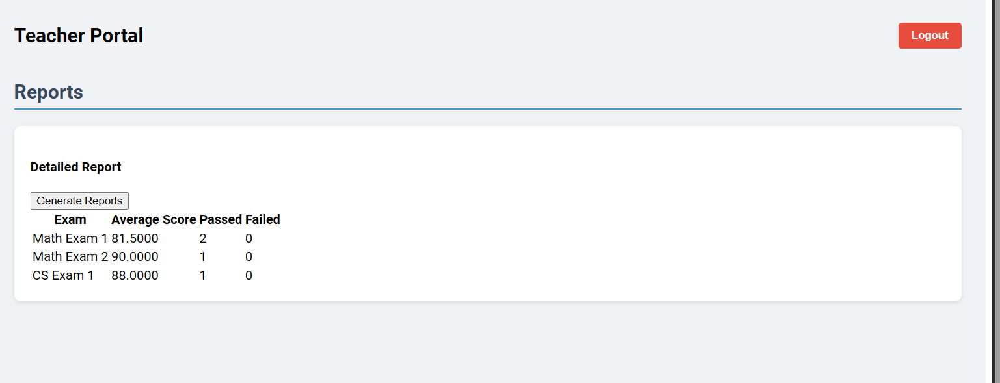 Teacher Portal
Logout
Reports
Detailed Report
Generate Reports
Exam Average Score Passed Failed
Math Exam 1 81.5000 2 0
Math Exam 2 90.0000 1 0
CS Exam 1 88.0000 1 0